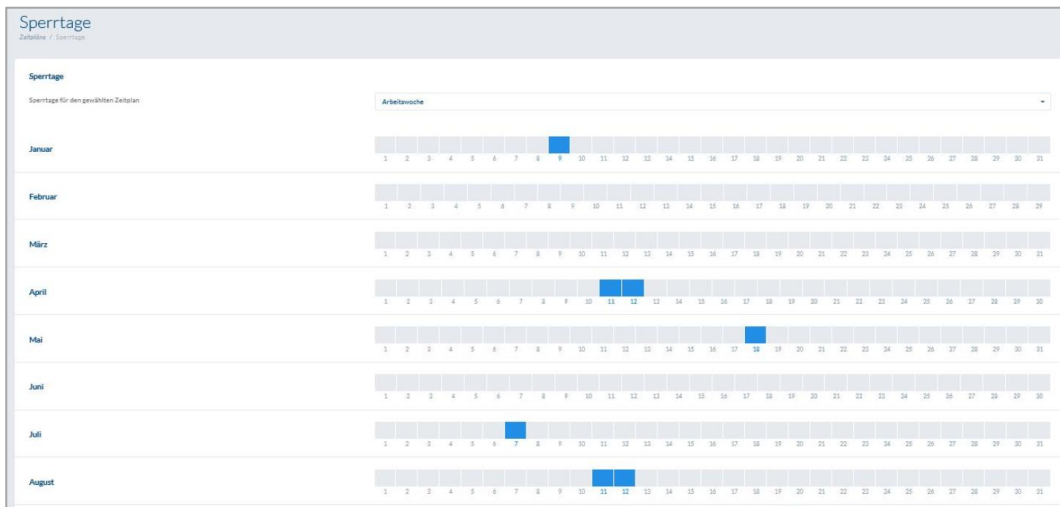 Sperrtage
Zeitpläne / Sperrtage
Sperrtage
Sperrtage für den gewählten Zeitplan Arbeitswoche
Januar
1 2 3 4 5 6 7 8 9 10 11 12 13 14 15 16 17 18 19 20 21 22 23 24 25 26 27 28 29 30 31
Februar
1 2 3 4 5 6 7 8 9 10 11 12 13 14 15 16 17 18 19 20 21 22 23 24 25 26 27 28 29
März
1 2 3 4 5 6 7 8 9 10 11 12 13 14 15 16 17 18 19 20 21 22 23 24 25 26 27 28 29 30 31
April
1 2 3 4 5 6 7 8 9 10 11 12 13 14 15 16 17 18 19 20 21 22 23 24 25 26 27 28 29 30
Mai
1 2 3 4 5 6 7 8 9 10 11 12 13 14 15 16 17 18 19 20 21 22 23 24 25 26 27 28 29 30 31
Juni
1 2 3 4 5 6 7 8 9 10 11 12 13 14 15 16 17 18 19 20 21 22 23 24 25 26 27 28 29 30
Juli
1 2 3 4 5 6 7 8 9 10 11 12 13 14 15 16 17 18 19 20 21 22 23 24 25 26 27 28 29 30 31
August
1 2 3 4 5 6 7 8 9 10 11 12 13 14 15 16 17 18 19 20 21 22 23 24 25 26 27 28 29 30 31